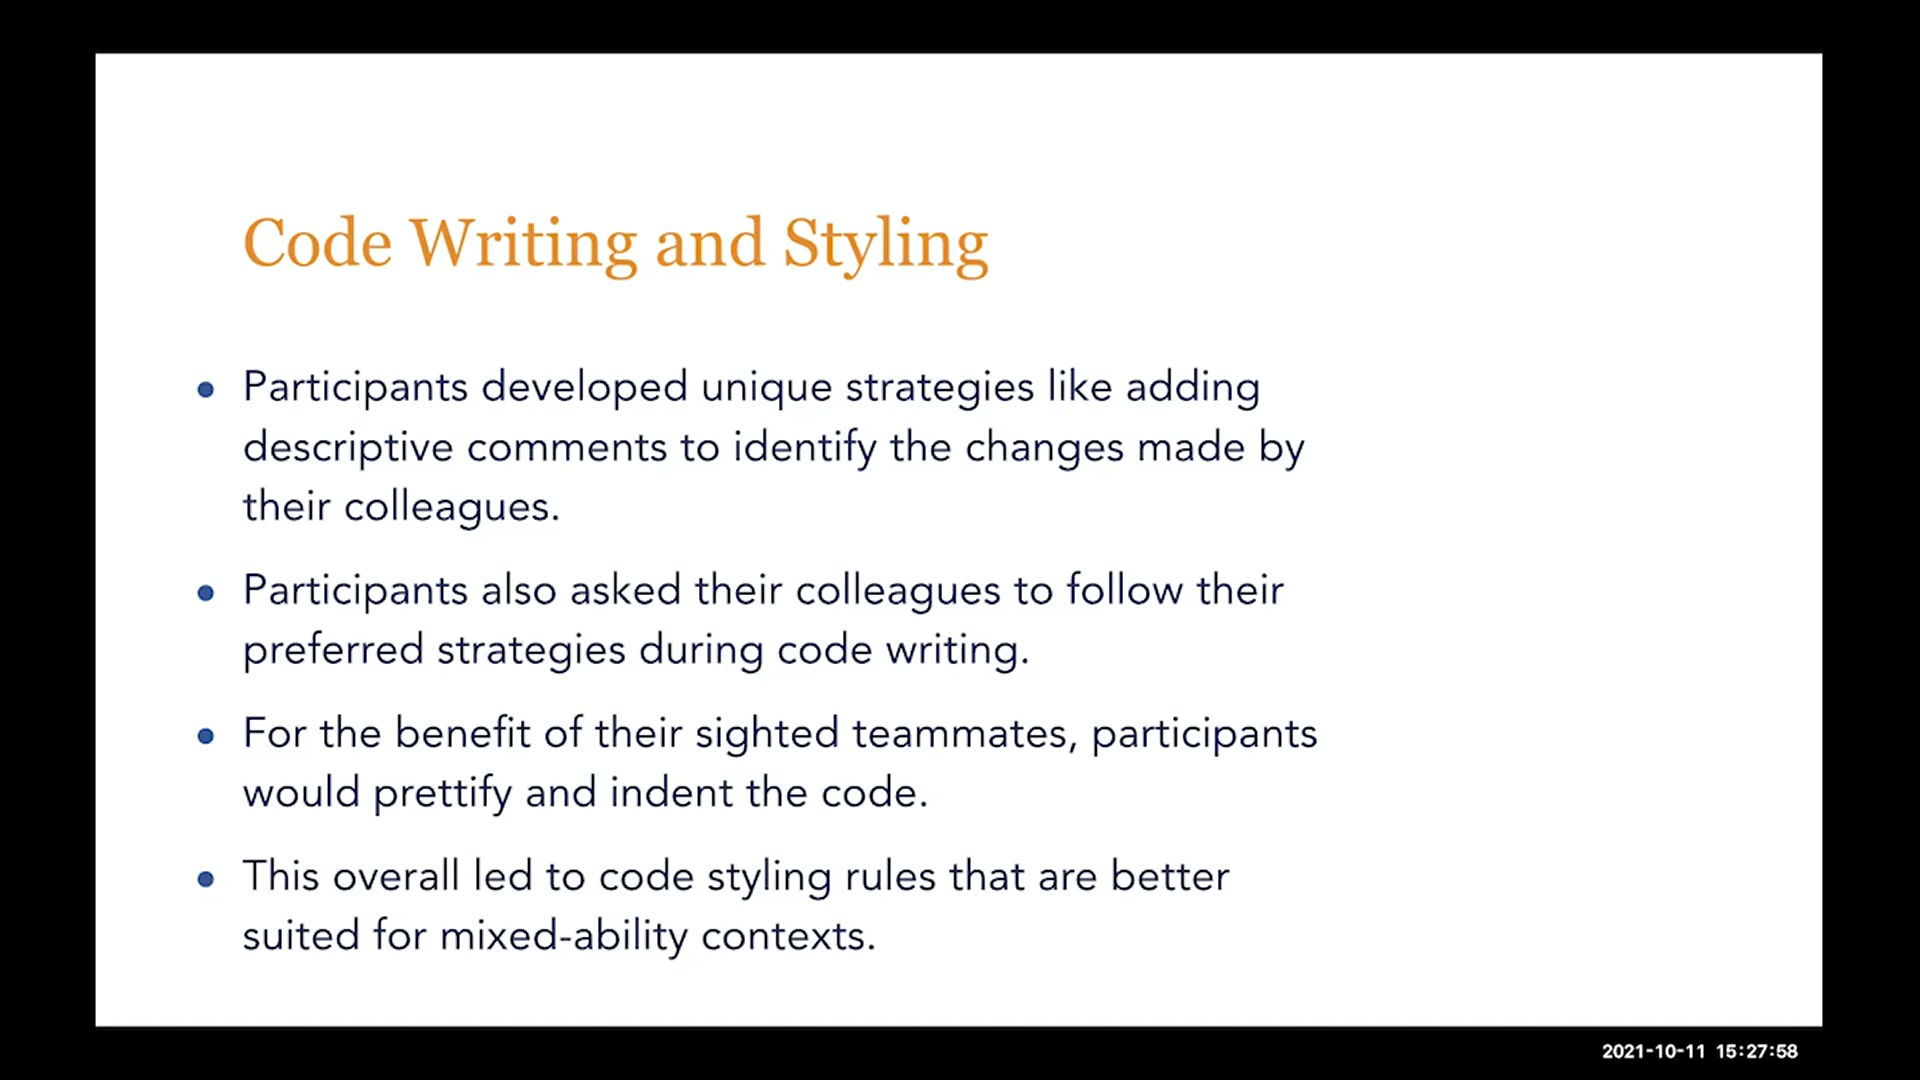 Code Writing and Styling
• Participants developed unique strategies like adding
descriptive comments to identify the changes made by
their colleagues.
• Participants also asked their colleagues to follow their
preferred strategies during code writing.
• For the benefit of their sighted teammates, participants
would prettify and indent the code.
• This overall led to code styling rules that are better
suited for mixed-ability contexts.
2021-10-11 15:27:58